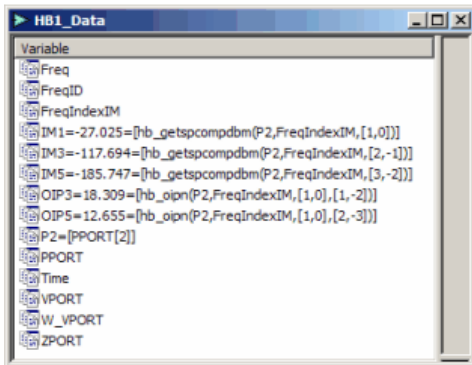 HB1_Data
Variable
Freq
FreqID
FreqIndexIM
IM1=-27.025=[hb_getspcompdbm(P2,FreqIndexIM,[1,0])]
IM3=-117.694=[hb_getspcompdbm(P2,FreqIndexIM,[2,-1])]
IM5=-185.747=[hb_getspcompdbm(P2,FreqIndexIM,[3,-2])]
OIP3=18.309=[hb_oipn(P2,FreqIndexIM,[1,0],[1,-2])]
OIP5=12.655=[hb_oipn(P2,FreqIndexIM,[1,0],[2,-3])]
P2=[PPORT[2]]
PPORT
Time
VPORT
W_VPORT
ZPORT